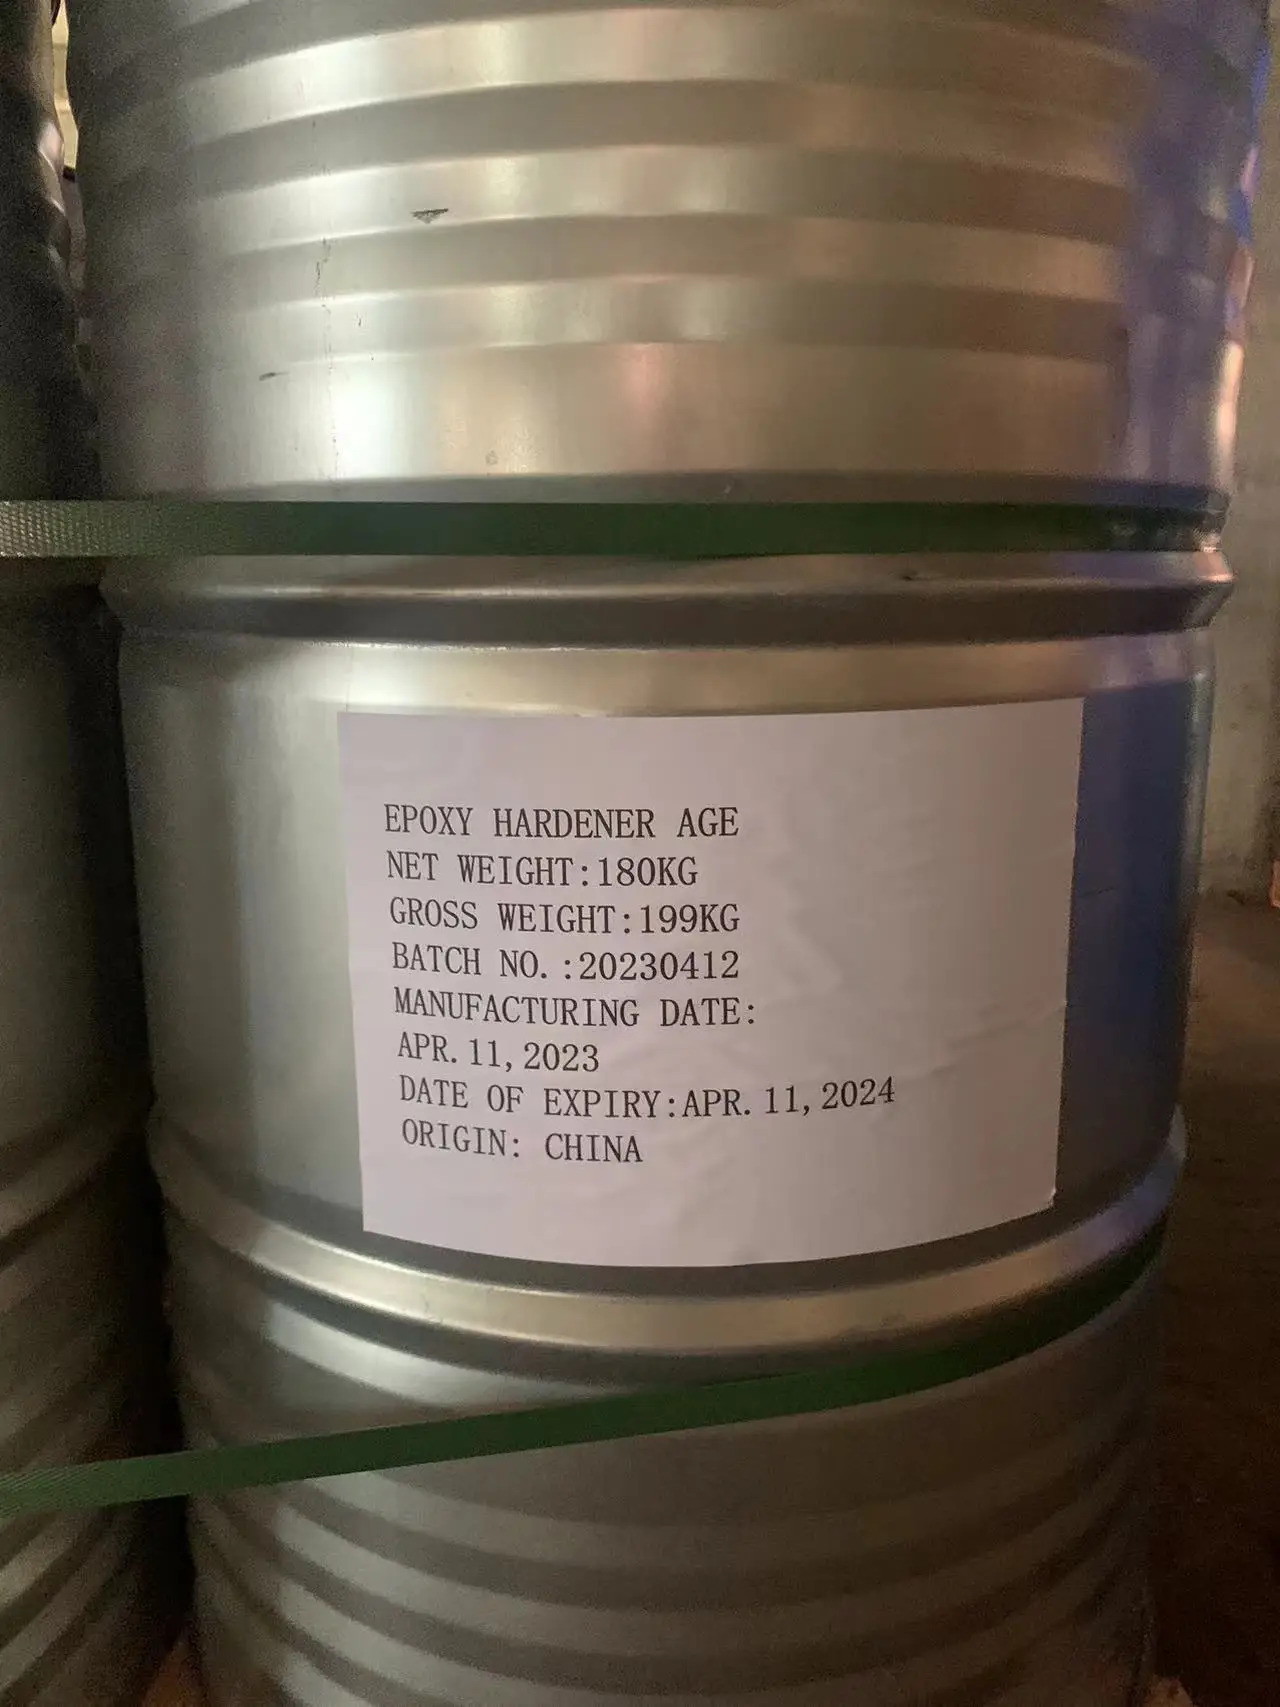 EPOXY HARDENER AGE
NET WEIGHT:180KG
GROSS WEIGHT:199KG
BATCH NO.:20230412
MANUFACTURING DATE:
APR.11,2023
DATE OF EXPIRY:APR.11,2024
ORIGIN: CHINA